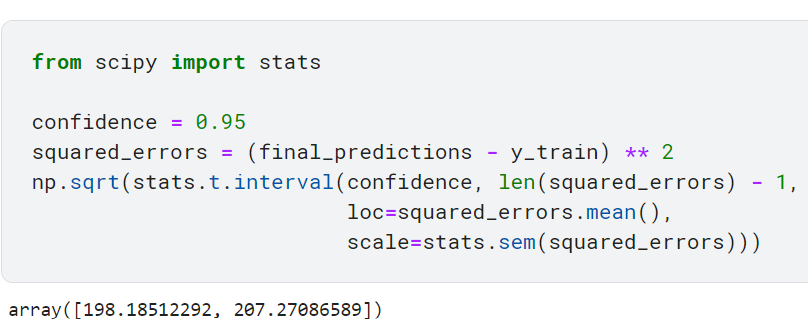 from scipy import stats
confidence = 0.95
squared_errors = (final_predictions - y_train) ** 2
np.sqrt(stats.t.interval(confidence, len(squared_errors) - 1,
loc=squared_errors.mean(),
scale=stats.sem(squared_errors)))
array([198.18512292, 207.27086589])